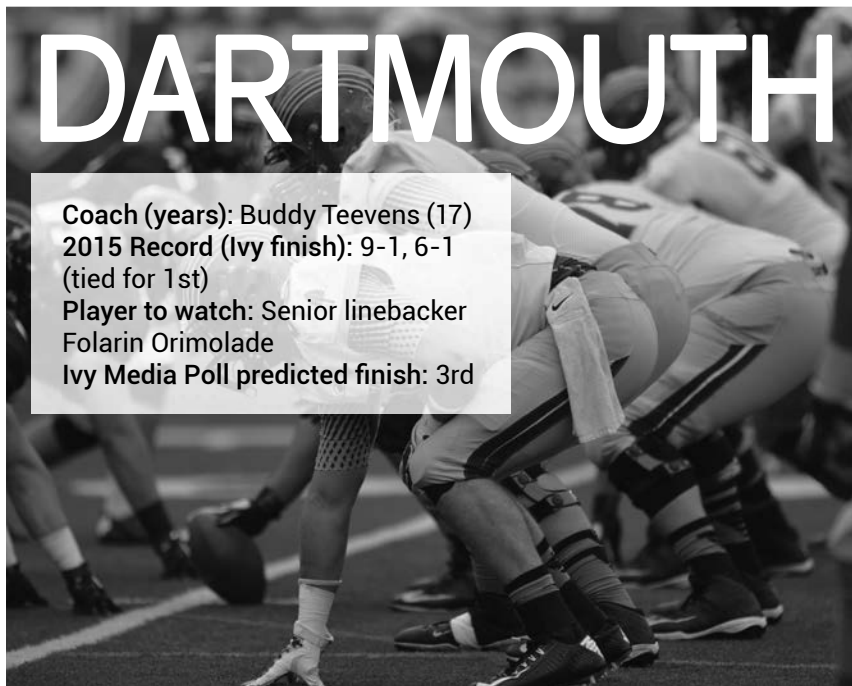 DARTMOUTH
Coach (years): Buddy Teevens (17)
2015 Record (Ivy finish): 9-1, 6-1
(tied for 1st)
Player to watch: Senior linebacker
Folarin Orimolade
Ivy Media Poll predicted finish: 3rd